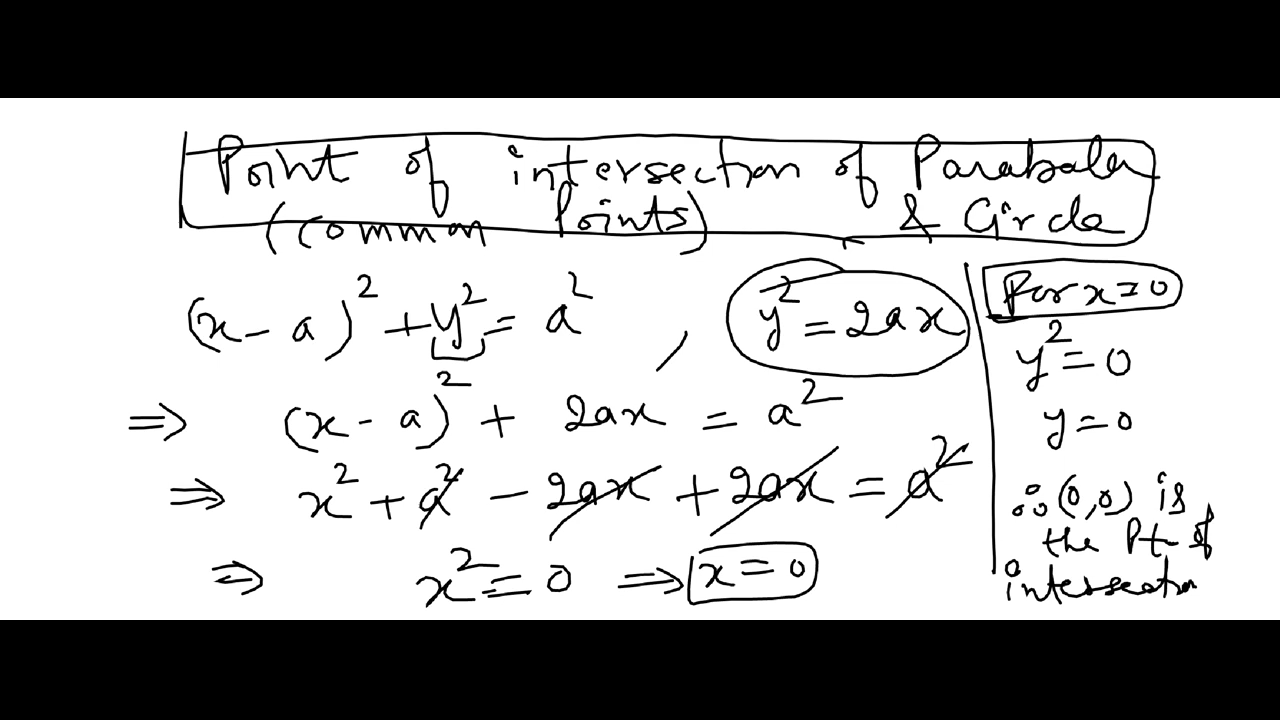 Point of intersection of Parabola
(common Points) & Circle
(x - a)² + y² = a² , y² = 2ax
⇒ (x - a)² + 2ax = a²
⇒ x² + a² - 2ax + 2ax = a²
⇒ x² = 0 ⇒ x = 0
For x = 0
y² = 0
y = 0
∴ (0,0) is
the Pt of
intersection